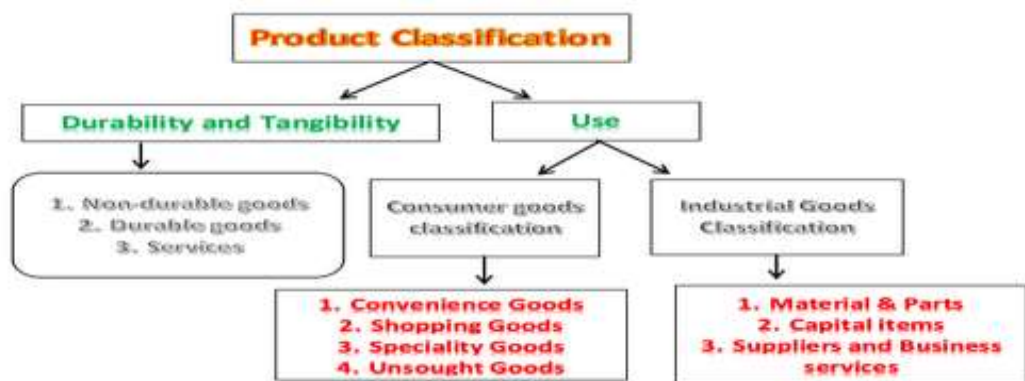 Product Classification
Durability and Tangibility
Use
1. Non-durable goods
2. Durable goods
3. Services
Consumer goods
classification
Industrial Goods
Classification
1. Convenience Goods
2. Shopping Goods
3. Speciality Goods
4. Unsought Goods
1. Material & Parts
2. Capital items
3. Suppliers and Business
services